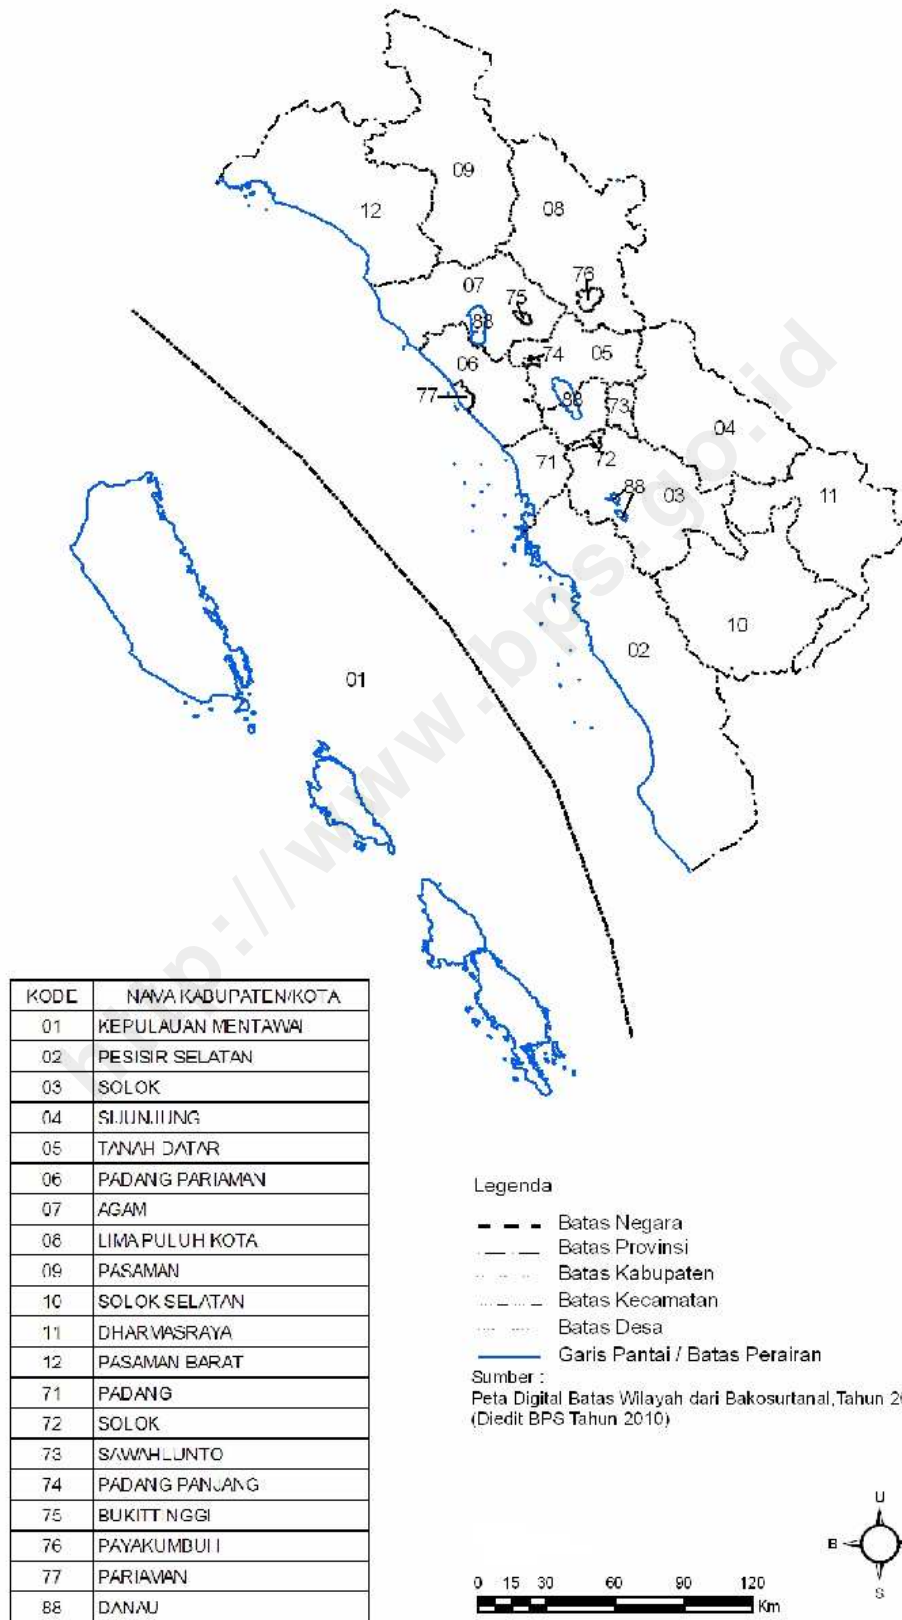 09
12
08
07
76
75
88
06
74
05
77
88
73
04
71
72
88
03
11
10
02
01
http://www.bps.go.id
KODE NAMA KABUPATEN/KOTA
01 KEPULAUAN MENTAWAI
02 PESISIR SELATAN
03 SOLOK
04 SIJUNJUNG
05 TANAH DATAR
06 PADANG PARIAMAN
07 AGAM
08 LIMA PULUH KOTA
09 PASAMAN
10 SOLOK SELATAN
11 DHARMASRAYA
12 PASAMAN BARAT
71 PADANG
72 SOLOK
73 SAWAHLUNTO
74 PADANG PANJANG
75 BUKITTINGGI
76 PAYAKUMBUH
77 PARIAMAN
88 DANAU
Legenda
Batas Negara
Batas Provinsi
Batas Kabupaten
Batas Kecamatan
Batas Desa
Garis Pantai / Batas Perairan
Sumber :
Peta Digital Batas Wilayah dari Bakosurtanal,Tahun
(Diedit BPS Tahun 2010)
U
B
S
0 15 30 60 90 120
Km